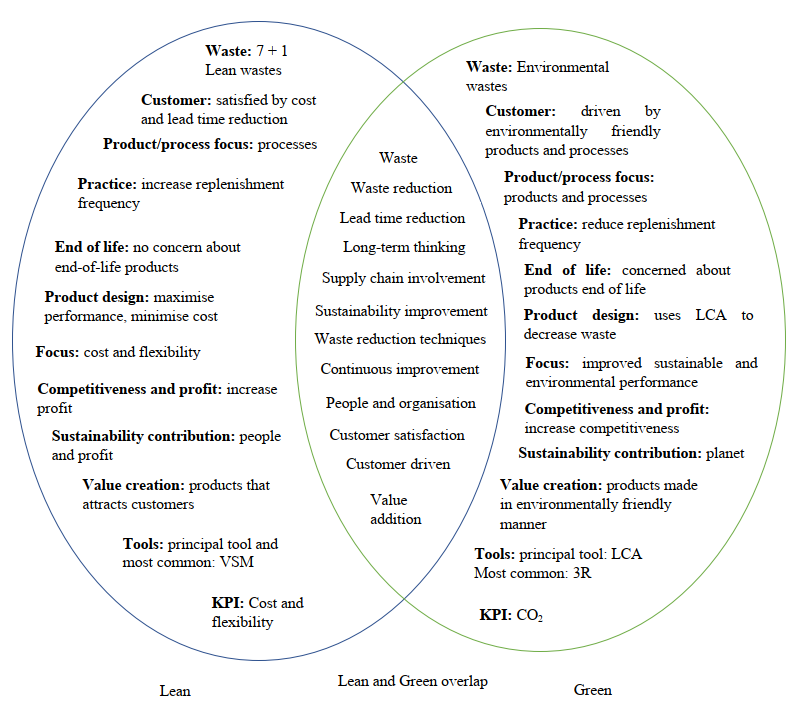 Waste: 7 + 1
Lean wastes
Customer: satisfied by cost
and lead time reduction
Product/process focus: processes
Practice: increase replenishment
frequency
End of life: no concern about
end-of-life products
Product design: maximise
performance, minimise cost
Focus: cost and flexibility
Competitiveness and profit: increase
profit
Sustainability contribution: people
and profit
Value creation: products that
attracts customers
Tools: principal tool and
most common: VSM
KPI: Cost and
flexibility
Waste
Waste reduction
Lead time reduction
Long-term thinking
Supply chain involvement
Sustainability improvement
Waste reduction techniques
Continuous improvement
People and organisation
Customer satisfaction
Customer driven
Value
addition
Waste: Environmental
wastes
Customer: driven by
environmentally friendly
products and processes
Product/process focus:
products and processes
Practice: reduce replenishment
frequency
End of life: concerned about
products end of life
Product design: uses LCA to
decrease waste
Focus: improved sustainable and
environmental performance
Competitiveness and profit:
increase competitiveness
Sustainability contribution: planet
Value creation: products made
in environmentally friendly
manner
Tools: principal tool: LCA
Most common: 3R
KPI: CO₂
Lean
Lean and Green overlap
Green